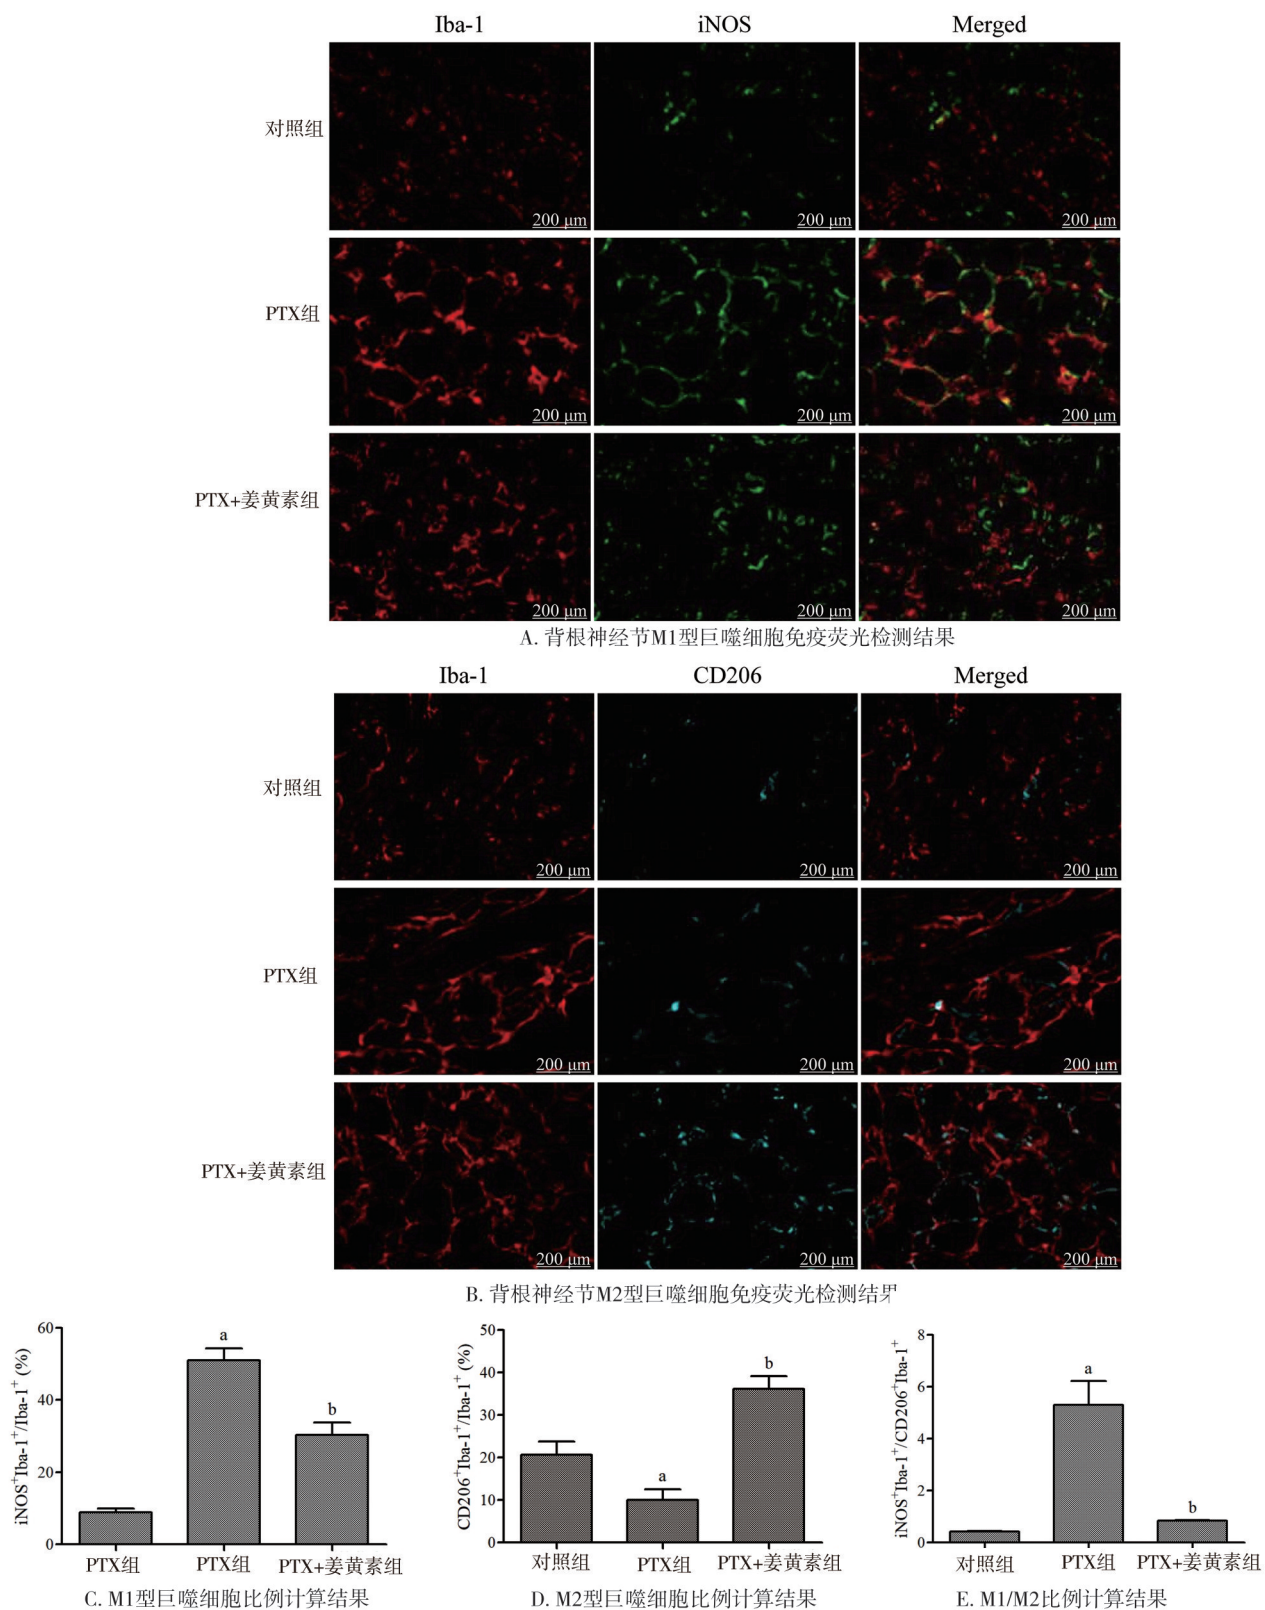 Iba-1 iNOS Merged
对照组
200 μm 200 μm 200 μm
PTX组
200 μm 200 μm 200 μm
PTX+姜黄素组
200 μm 200 μm 200 μm
A. 背根神经节M1型巨噬细胞免疫荧光检测结果
Iba-1 CD206 Merged
对照组
200 μm 200 μm 200 μm
PTX组
200 μm 200 μm 200 μm
PTX+姜黄素组
200 μm 200 μm 200 μm
B. 背根神经节M2型巨噬细胞免疫荧光检测结果
iNOS⁺Iba-1⁺/Iba-1⁺ (%)
60
40
20
0
a
b
PTX组 PTX组 PTX+姜黄素组
C. M1型巨噬细胞比例计算结果
CD206⁺Iba-1⁺/Iba-1⁺ (%)
50
40
30
20
10
0
a
b
对照组 PTX组 PTX+姜黄素组
D. M2型巨噬细胞比例计算结果
iNOS⁺Iba-1⁺/CD206⁺Iba-1⁺
8
6
4
2
0
a
b
对照组 PTX组 PTX+姜黄素组
E. M1/M2比例计算结果